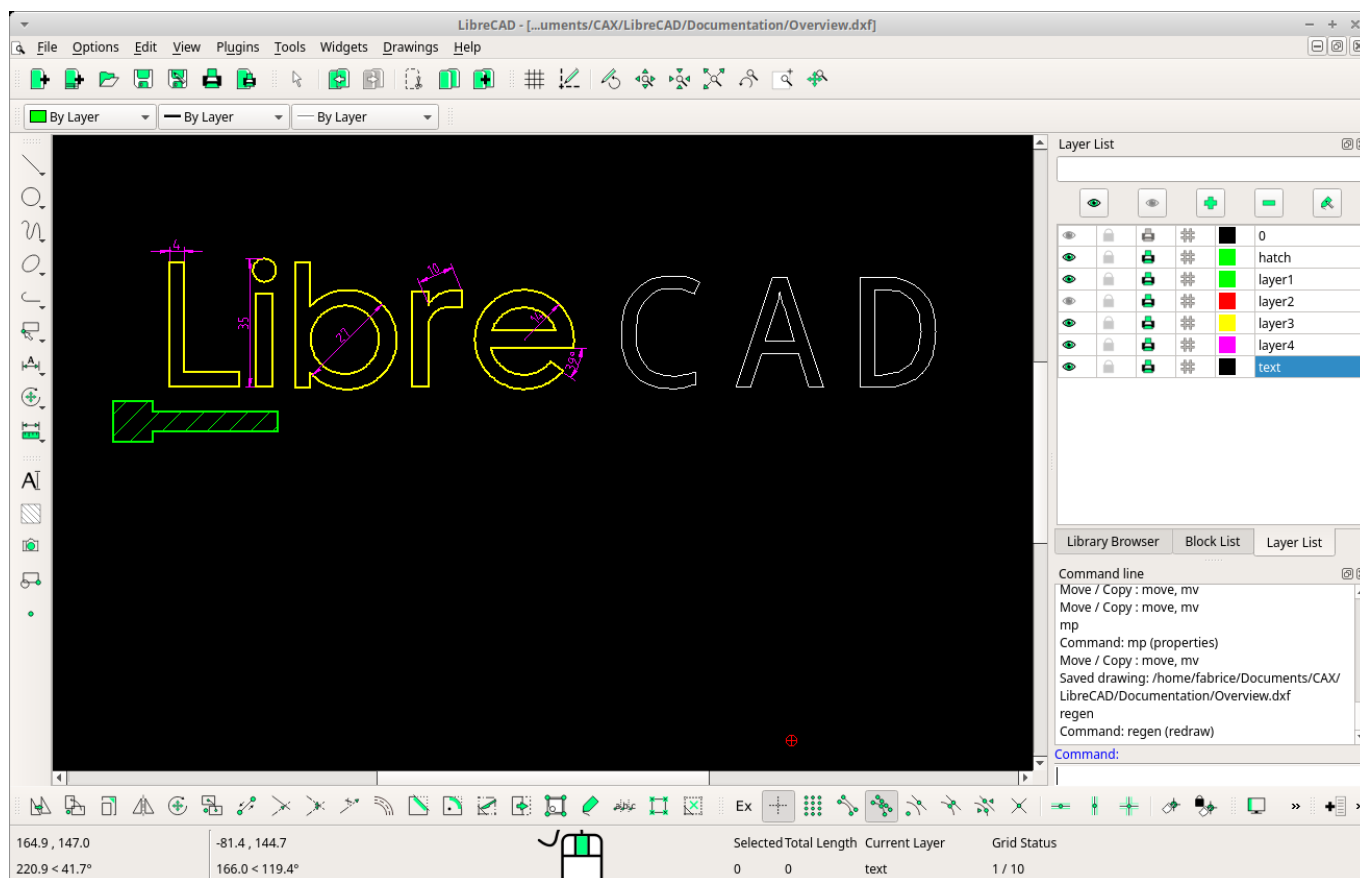 LibreCAD - [...uments/CAX/LibreCAD/Documentation/Overview.dxf]
File Options Edit View Plugins Tools Widgets Drawings Help
By Layer By Layer By Layer
Layer List
0
hatch
layer1
layer2
layer3
layer4
text
4
10
35
27
14
39°
Libre CAD
Library Browser Block List Layer List
Command line
Move / Copy : move, mv
Move / Copy : move, mv
mp
Command: mp (properties)
Move / Copy : move, mv
Saved drawing: /home/fabrice/Documents/CAX/
LibreCAD/Documentation/Overview.dxf
regen
Command: regen (redraw)
Command:
A
A
abc
Ex
» »
164.9 , 147.0 -81.4 , 144.7 Selected Total Length Current Layer Grid Status
220.9 < 41.7° 166.0 < 119.4° 0 0 text 1 / 10